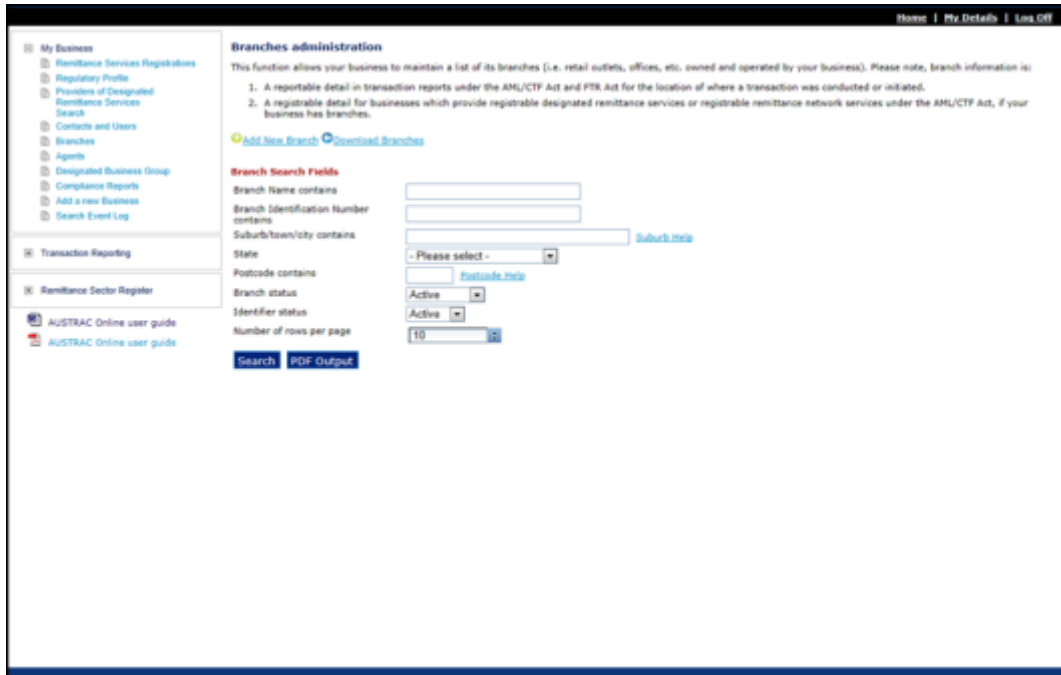 Home | My Details | Log Off
My Business
Remittance Services Registrations
Regulatory Profile
Providers of Designated
Remittance Services
Search
Contacts and Users
Branches
Agents
Designated Business Group
Compliance Reports
Add a new Business
Search Event Log
Transaction Reporting
Remittance Sector Register
AUSTRAC Online user guide
AUSTRAC Online user guide
Branches administration
This function allows your business to maintain a list of its branches (i.e. retail outlets, offices, etc. owned and operated by your business). Please note, branch information is:
1. A reportable detail in transaction reports under the AML/CTF Act and FTR Act for the location of where a transaction was conducted or initiated.
2. A registrable detail for businesses which provide registrable designated remittance services or registrable remittance network services under the AML/CTF Act, if your
business has branches.
Add New Branch Download Branches
Branch Search Fields
Branch Name contains
Branch Identification Number
contains
Suburb/town/city contains Suburb Help
State - Please select -
Postcode contains Postcode Help
Branch status Active
Identifier status Active
Number of rows per page 10
Search PDF Output